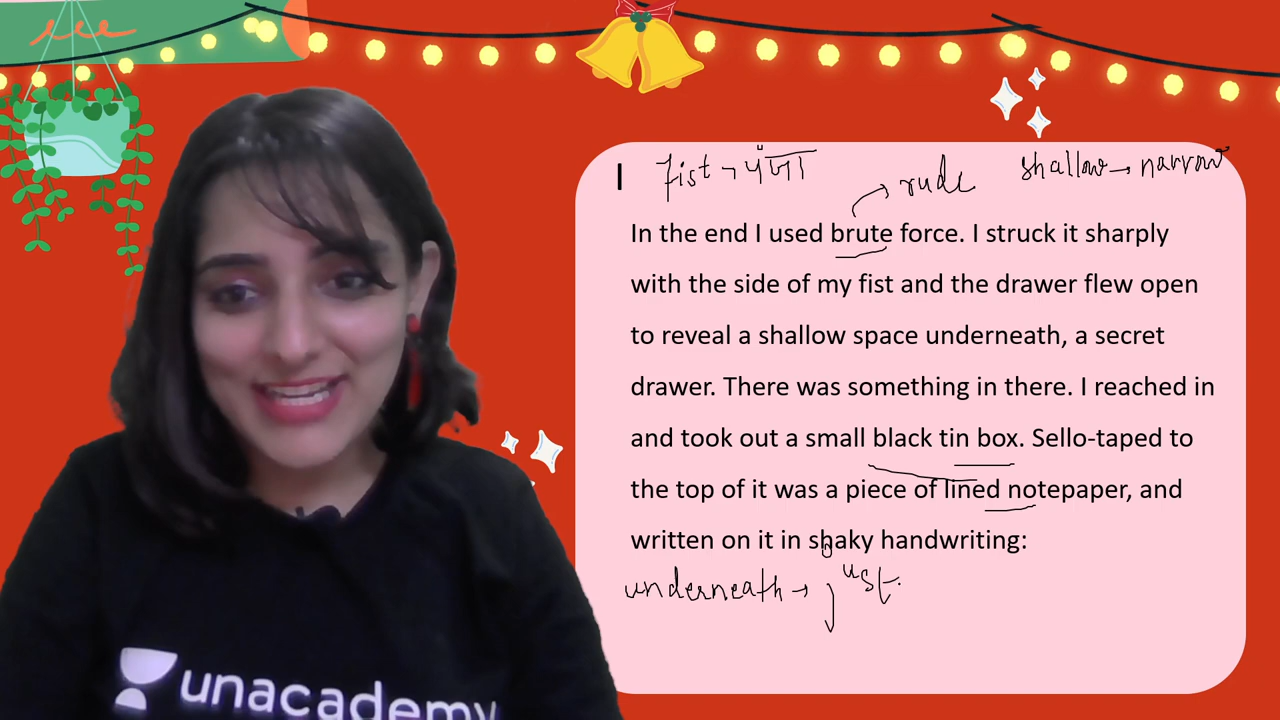 fist → पंजा
rude
shallow → narrow
I
In the end I used brute force. I struck it sharply
with the side of my fist and the drawer flew open
to reveal a shallow space underneath, a secret
drawer. There was something in there. I reached in
and took out a small black tin box. Sello-taped to
the top of it was a piece of lined notepaper, and
written on it in shaky handwriting:
underneath → just
unacademy